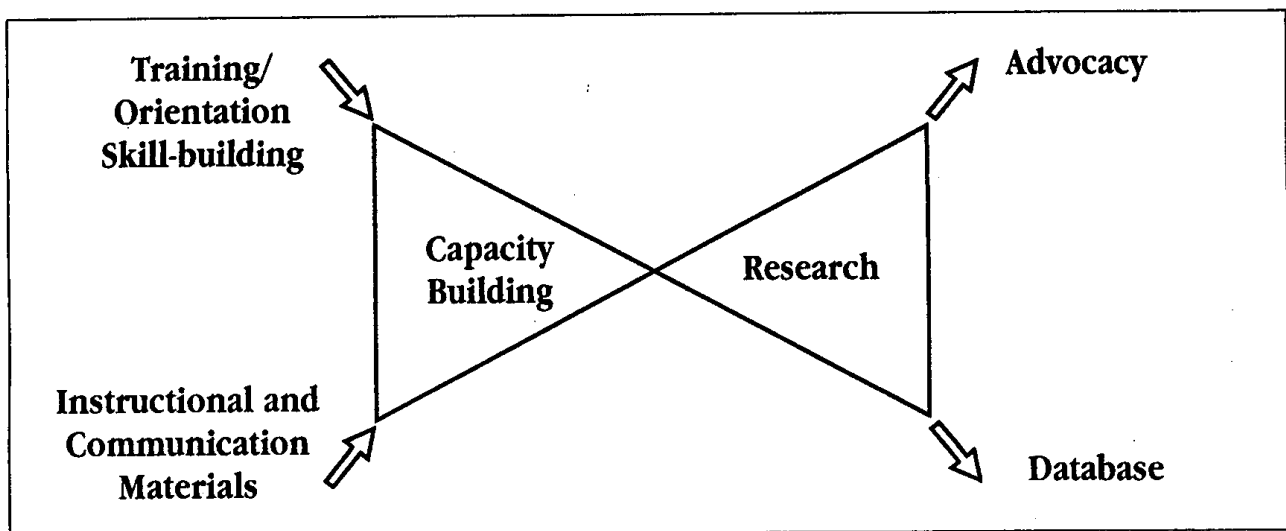 Training/
Orientation
Skill-building
Advocacy
Capacity
Building
Research
Instructional and
Communication
Materials
Database